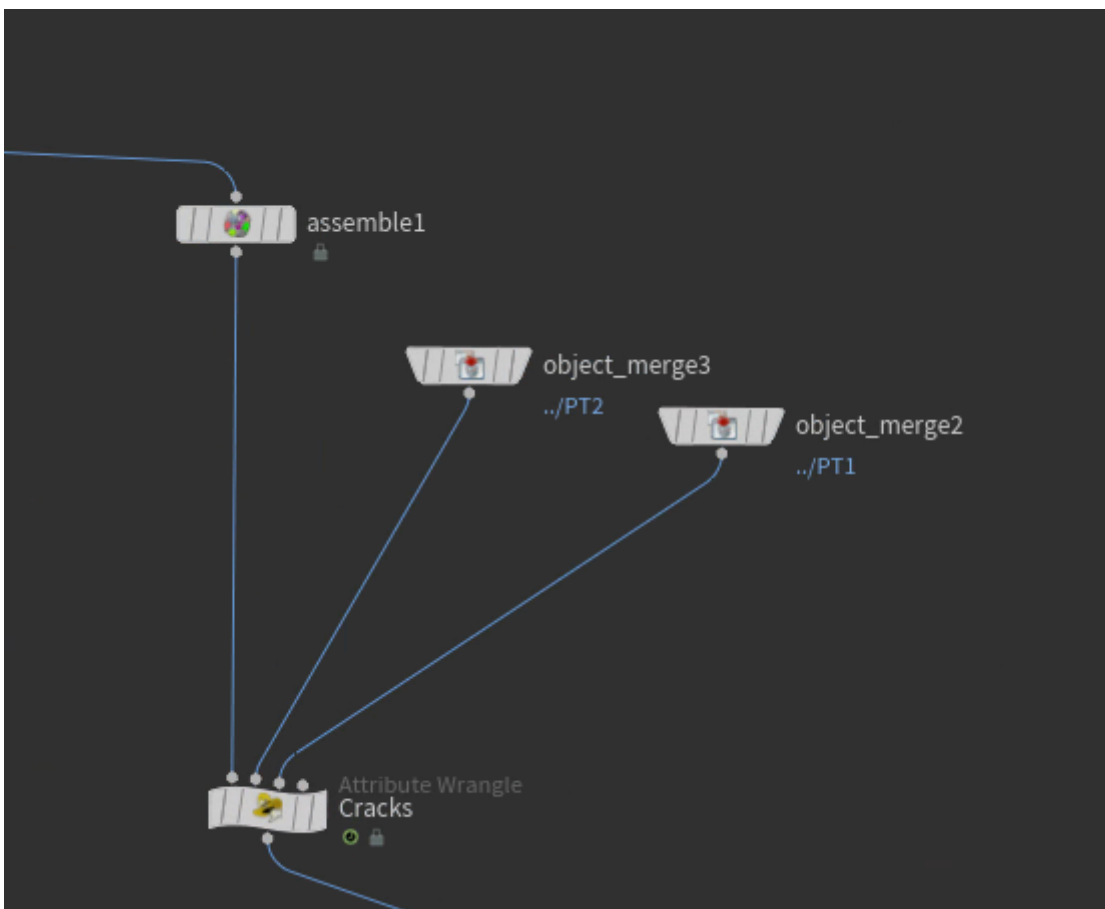 assemble1
object_merge3
../PT2
object_merge2
../PT1
Attribute Wrangle
Cracks